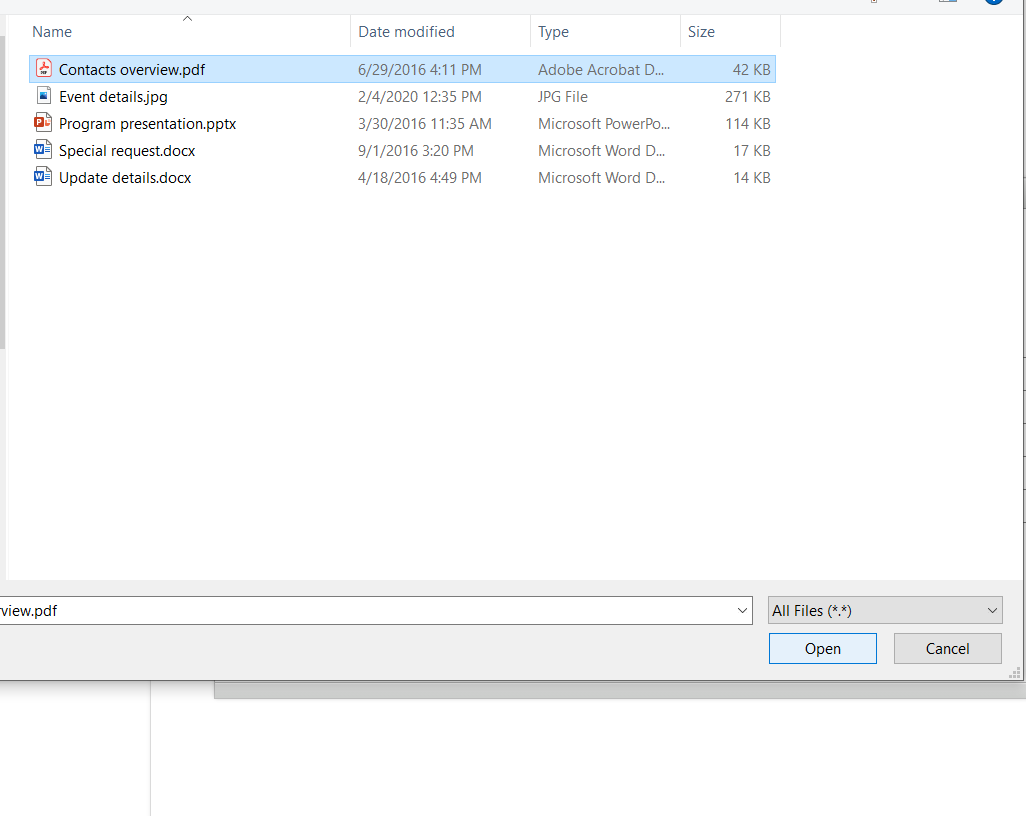 Name Date modified Type Size
Contacts overview.pdf 6/29/2016 4:11 PM Adobe Acrobat D... 42 KB
Event details.jpg 2/4/2020 12:35 PM JPG File 271 KB
Program presentation.pptx 3/30/2016 11:35 AM Microsoft PowerPo... 114 KB
Special request.docx 9/1/2016 3:20 PM Microsoft Word D... 17 KB
Update details.docx 4/18/2016 4:49 PM Microsoft Word D... 14 KB
view.pdf All Files (*.*)
Open Cancel